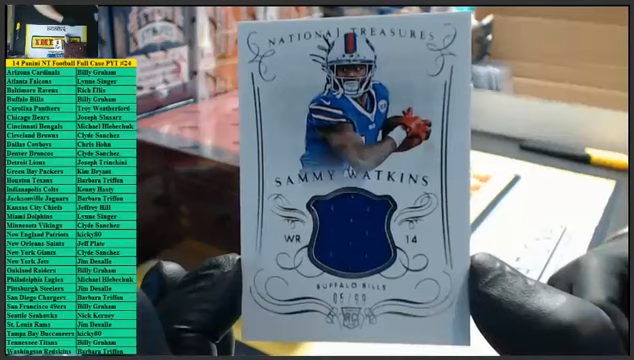 14 Panini NT Football Full Case PYT #24
Arizona Cardinals Billy Graham
Atlanta Falcons Lynne Singer
Baltimore Ravens Rich Ellis
Buffalo Bills Billy Graham
Carolina Panthers Troy Weatherford
Chicago Bears Joseph Slusarz
Cincinnati Bengals Michael Hlebechuk
Cleveland Browns Clyde Sanchez
Dallas Cowboys Chris Hohn
Denver Broncos Clyde Sanchez
Detroit Lions Joseph Trinchini
Green Bay Packers Kim Bryant
Houston Texans Barbara Triffon
Indianapolis Colts Kenny Hasty
Jacksonville Jaguars Barbara Triffon
Kansas City Chiefs Jeffrey Hill
Miami Dolphins Lynne Singer
Minnesota Vikings Clyde Sanchez
New England Patriots kicky80
New Orleans Saints Jeff Plate
New York Giants Clyde Sanchez
New York Jets Jim Desalle
Oakland Raiders Billy Graham
Philadelphia Eagles Michael Hlebechuk
Pittsburgh Steelers Jim Desalle
San Diego Chargers Barbara Triffon
San Francisco 49ers Billy Graham
Seattle Seahawks Nick Kerney
St. Louis Rams Jim Desalle
Tampa Bay Buccaneers kicky80
Tennessee Titans Billy Graham
Washington Redskins Barbara Triffon
NATIONAL TREASURES
SAMMY WATKINS
WR 14
BUFFALO BILLS
05/99